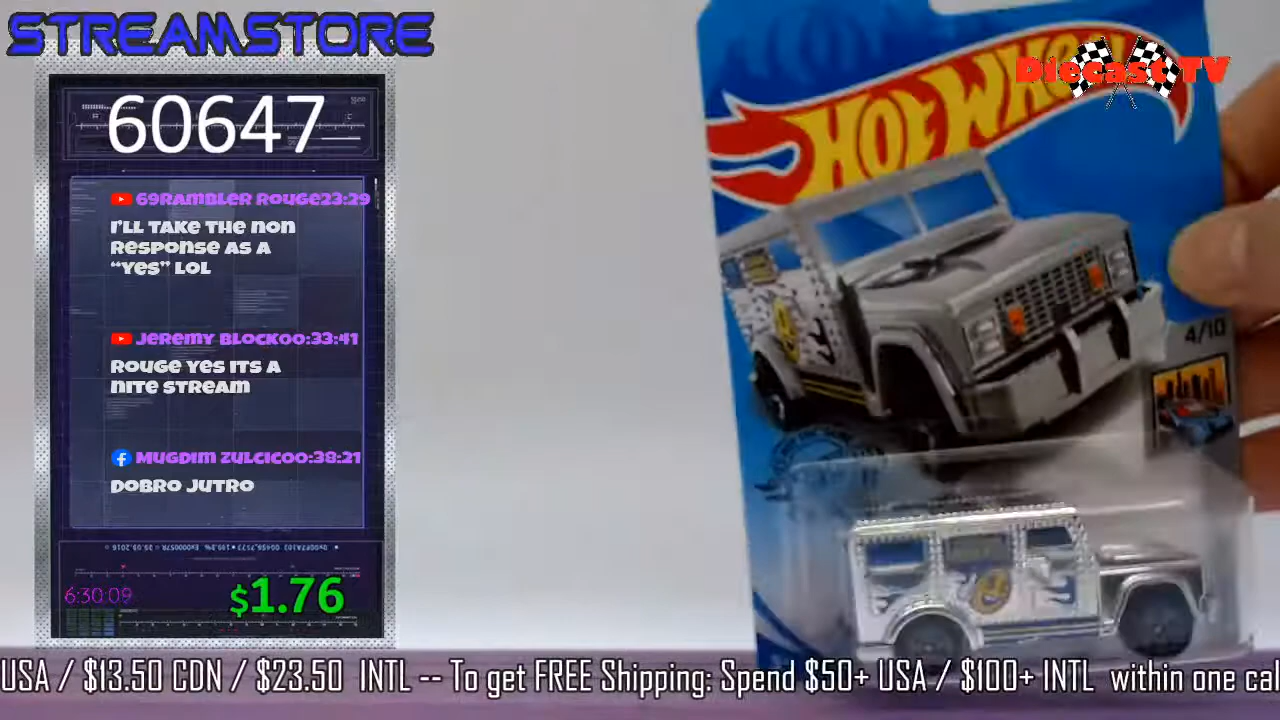 STREAMSTORE
60647
69Rambler Rouge23:29
I'll take the non
response as a
“yes” LOL
Jeremy Block00:33:41
Rouge yes its a
nite stream
Mugdim Zulcic00:38:21
Dobro jutro
6:30:09
$1.76
HOT WHEELS
Diecast TV
4/10
USA / $13.50 CDN / $23.50 INTL -- To get FREE Shipping: Spend $50+ USA / $100+ INTL within one cal